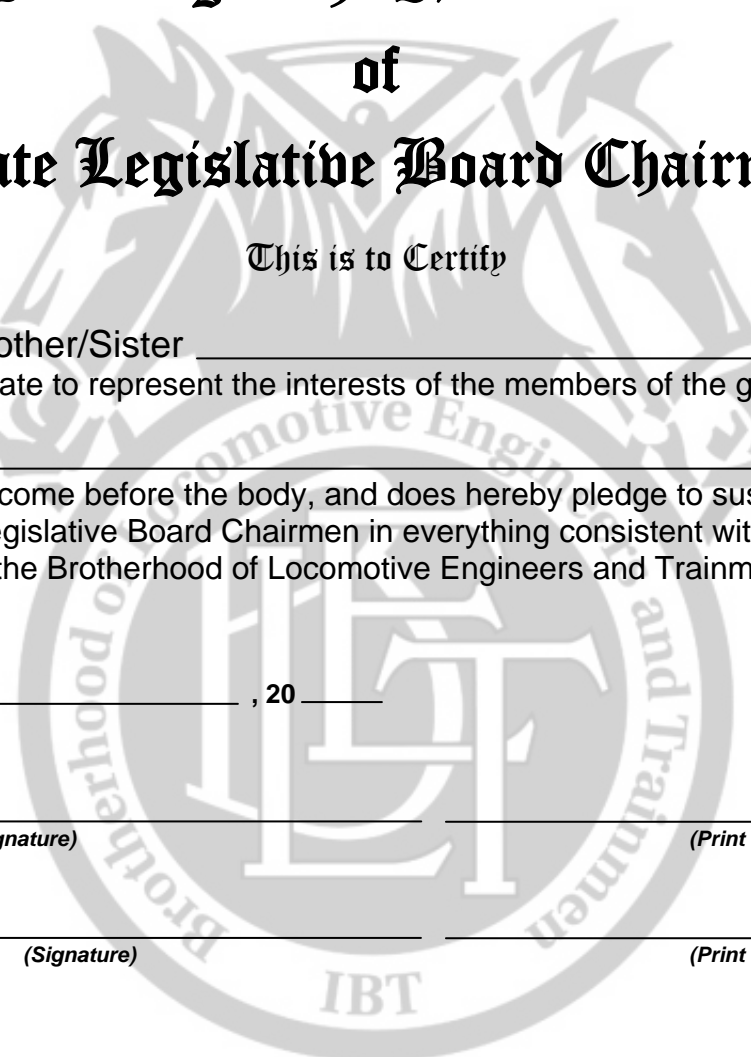 of
ate Legislative Board Chairm
This is to Certify
other/Sister
ate to represent the interests of the members of the g
come before the body, and does hereby pledge to sus
egislative Board Chairmen in everything consistent wit
the Brotherhood of Locomotive Engineers and Trainm
, 20
gnature)
(Print
(Signature)
(Print
Brotherhood of Locomotive Engineers and Trainmen
BLET
IBT